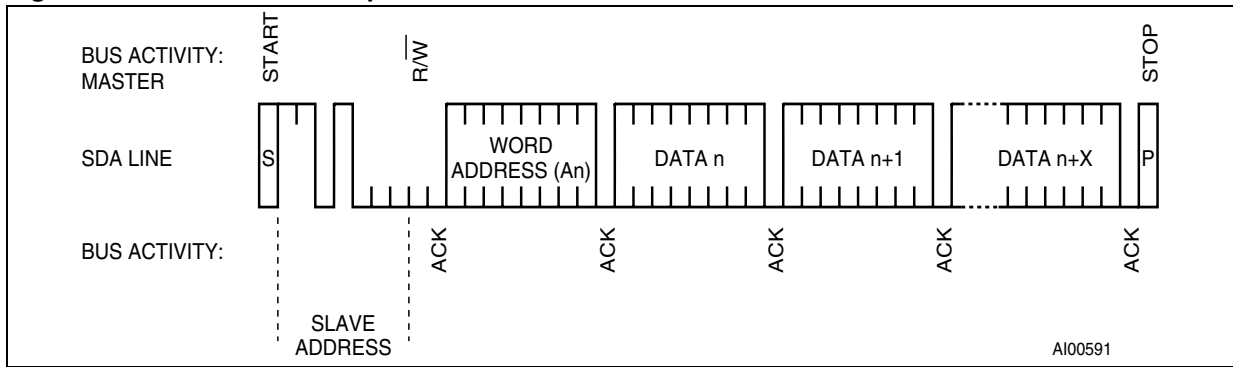 BUS ACTIVITY:
MASTER
START
R/W
STOP
SDA LINE
S
WORD
ADDRESS (An)
DATA n
DATA n+1
DATA n+X
P
BUS ACTIVITY:
ACK
ACK
ACK
ACK
ACK
SLAVE
ADDRESS
AI00591